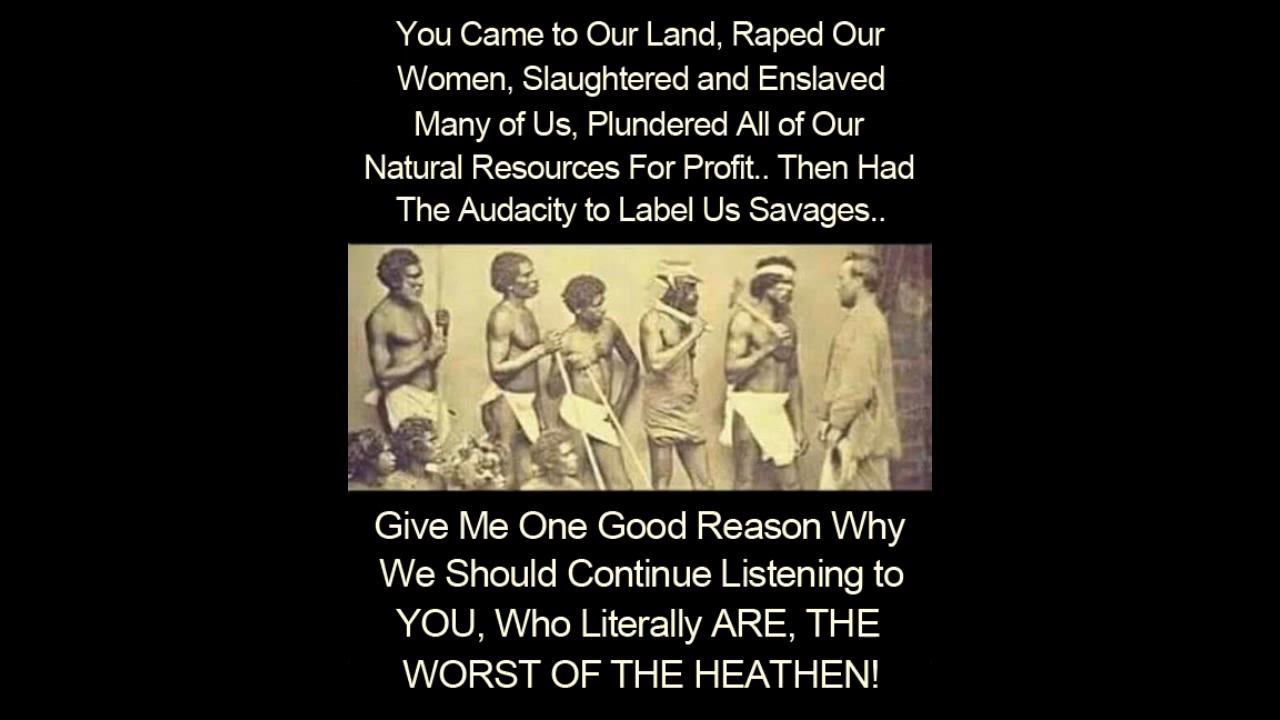 You Came to Our Land, Raped Our
Women, Slaughtered and Enslaved
Many of Us, Plundered All of Our
Natural Resources For Profit.. Then Had
The Audacity to Label Us Savages..
Give Me One Good Reason Why
We Should Continue Listening to
YOU, Who Literally ARE, THE
WORST OF THE HEATHEN!